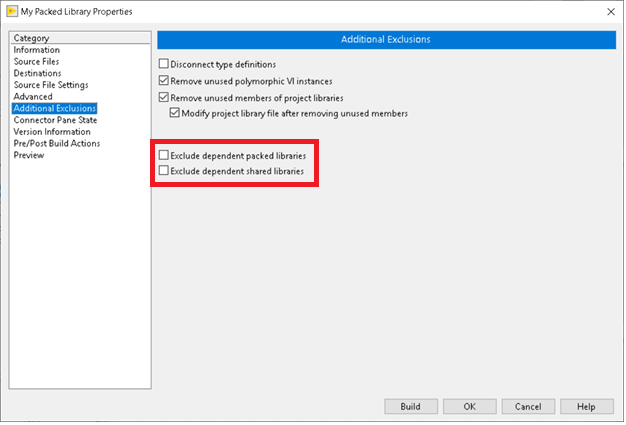 My Packed Library Properties
Category
Information
Source Files
Destinations
Source File Settings
Advanced
Additional Exclusions
Connector Pane State
Version Information
Pre/Post Build Actions
Preview
Additional Exclusions
Disconnect type definitions
Remove unused polymorphic VI instances
Remove unused members of project libraries
Modify project library file after removing unused members
Exclude dependent packed libraries
Exclude dependent shared libraries
Build OK Cancel Help